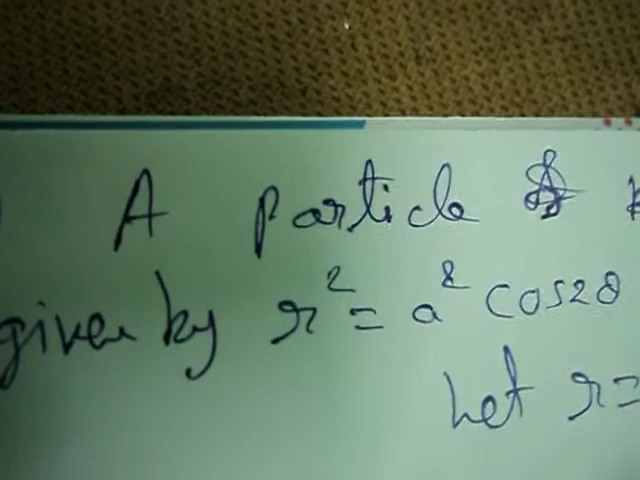 A particle
given by r² = a² cos2θ
Let r =